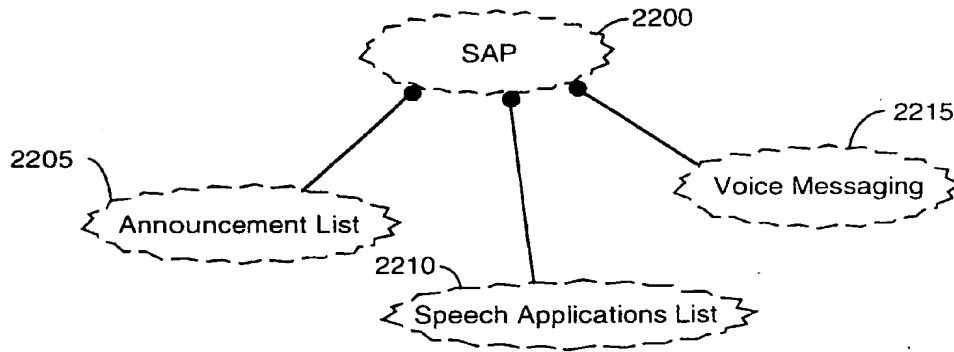 2200
SAP
2215
2205
Voice Messaging
Announcement List
2210
Speech Applications List